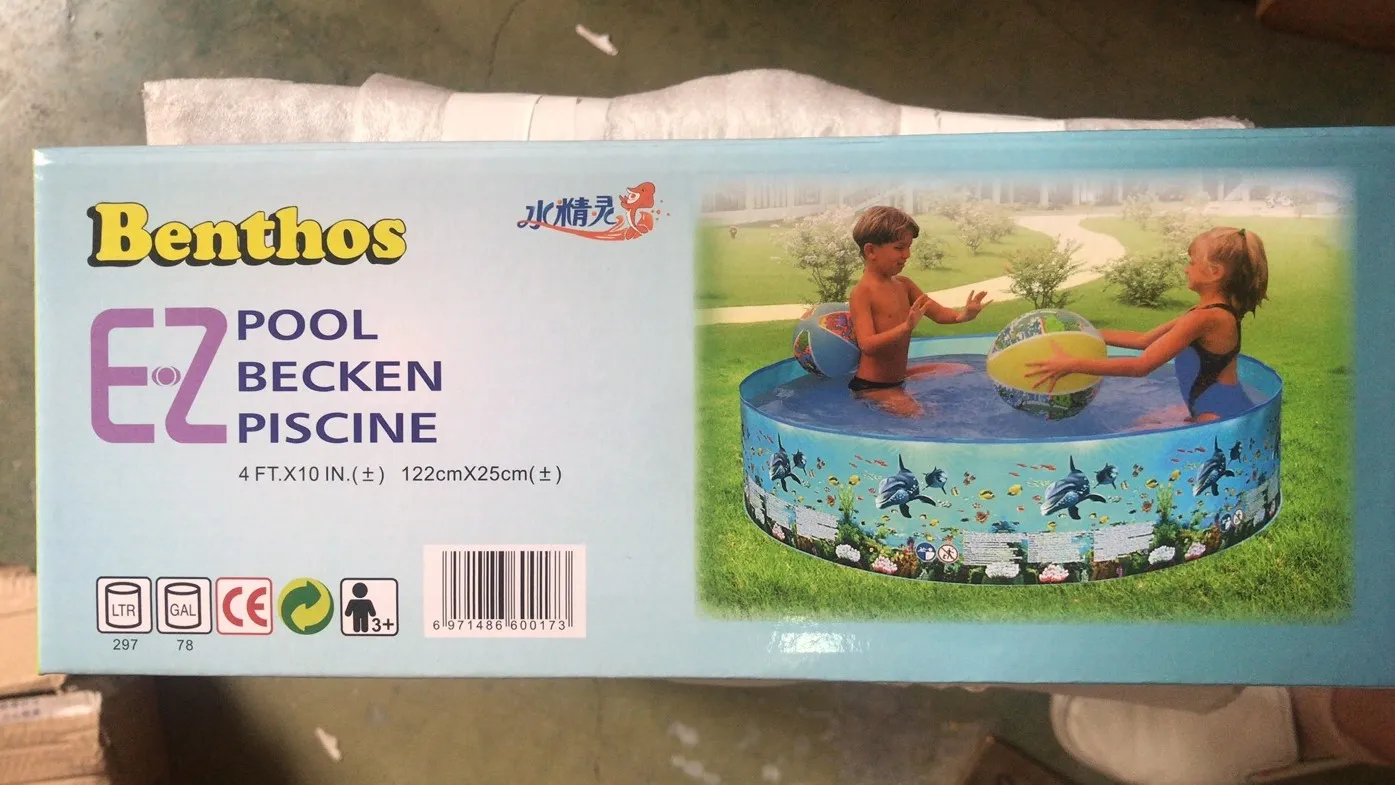 Benthos
水精灵
E-Z
POOL
BECKEN
PISCINE
4 FT.X10 IN.(±) 122cmX25cm(±)
LTR
297
GAL
78
CE
3+
6 971486 600173